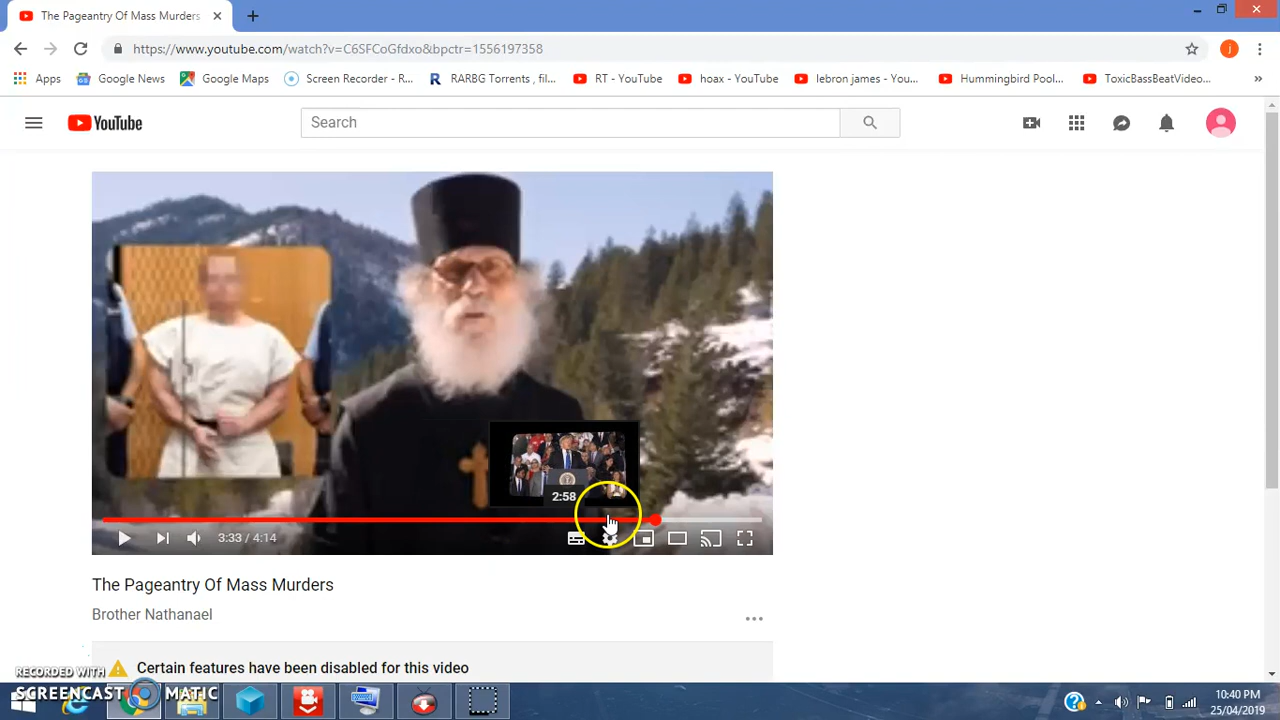 The Pageantry Of Mass Murders
https://www.youtube.com/watch?v=C6SFCoGfdxo&bpctr=1556197358
Apps
Google News
Google Maps
Screen Recorder - R...
RARBG Torrents , fil...
RT - YouTube
hoax - YouTube
lebron james - You...
Hummingbird Pool...
ToxicBassBeatVideo...
»
YouTube
Search
j
2:58
3:33 / 4:14
The Pageantry Of Mass Murders
Brother Nathanael
Certain features have been disabled for this video
RECORDED WITH
SCREENCAST MATIC
10:40 PM
25/04/2019